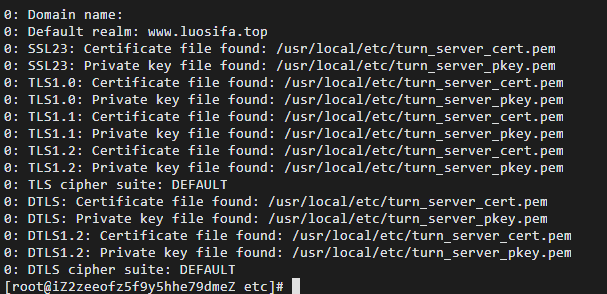 0: Domain name:
0: Default realm: www.luosifa.top
0: SSL23: Certificate file found: /usr/local/etc/turn_server_cert.pem
0: SSL23: Private key file found: /usr/local/etc/turn_server_pkey.pem
0: TLS1.0: Certificate file found: /usr/local/etc/turn_server_cert.pem
0: TLS1.0: Private key file found: /usr/local/etc/turn_server_pkey.pem
0: TLS1.1: Certificate file found: /usr/local/etc/turn_server_cert.pem
0: TLS1.1: Private key file found: /usr/local/etc/turn_server_pkey.pem
0: TLS1.2: Certificate file found: /usr/local/etc/turn_server_cert.pem
0: TLS1.2: Private key file found: /usr/local/etc/turn_server_pkey.pem
0: TLS cipher suite: DEFAULT
0: DTLS: Certificate file found: /usr/local/etc/turn_server_cert.pem
0: DTLS: Private key file found: /usr/local/etc/turn_server_pkey.pem
0: DTLS1.2: Certificate file found: /usr/local/etc/turn_server_cert.pem
0: DTLS1.2: Private key file found: /usr/local/etc/turn_server_pkey.pem
0: DTLS cipher suite: DEFAULT
[root@iZ2zeeofz5f9y5hhe79dmeZ etc]#